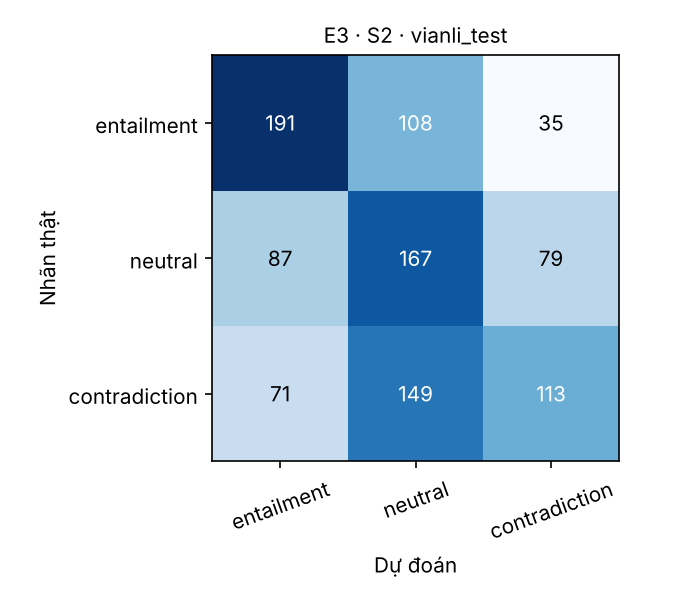 E3 · S2 · vianli_test
entailment 191 108 35
neutral 87 167 79
contradiction 71 149 113
Nhãn thật
entailment neutral contradiction
Dự đoán